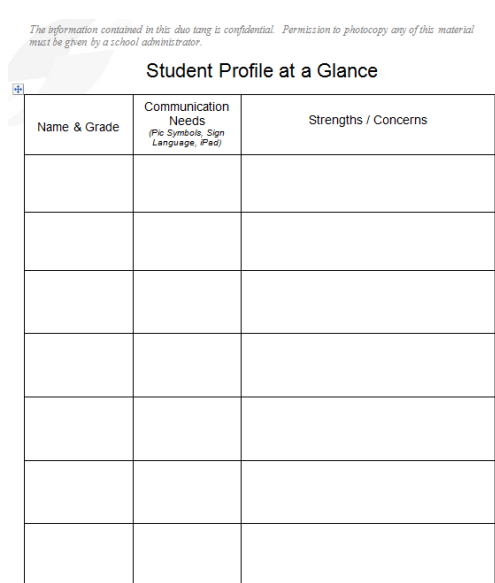 The information contained in this duo tang is confidential. Permission to photocopy any of this material
must be given by a school administrator.
Student Profile at a Glance
Name & Grade
Communication
Needs
(Pic Symbols, Sign
Language, iPad)
Strengths / Concerns